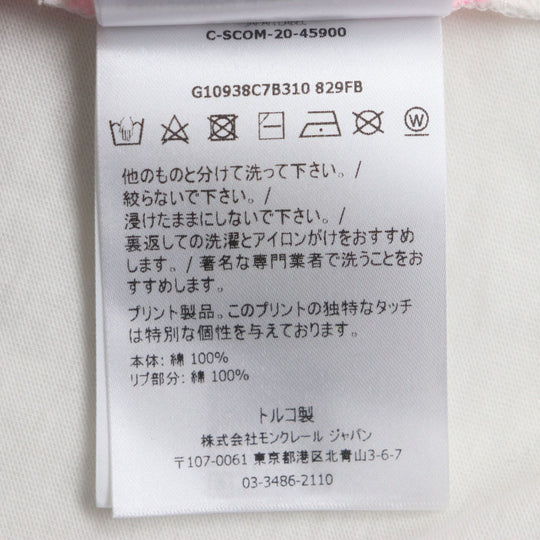 C-SCOM-20-45900
G10938C7B310 829FB
W
他のものと分けて洗って下さい。/
絞らないで下さい。/
浸けたままにしないで下さい。/
裏返しての洗濯とアイロンがけをおすすめ
します。/ 著名な専門業者で洗うことをお
すすめします。
プリント製品。このプリントの独特なタッチ
は特別な個性を与えております。
本体: 綿 100%
リブ部分: 綿 100%
トルコ製
株式会社モンクレール ジャパン
〒107-0061 東京都港区北青山3-6-7
03-3486-2110